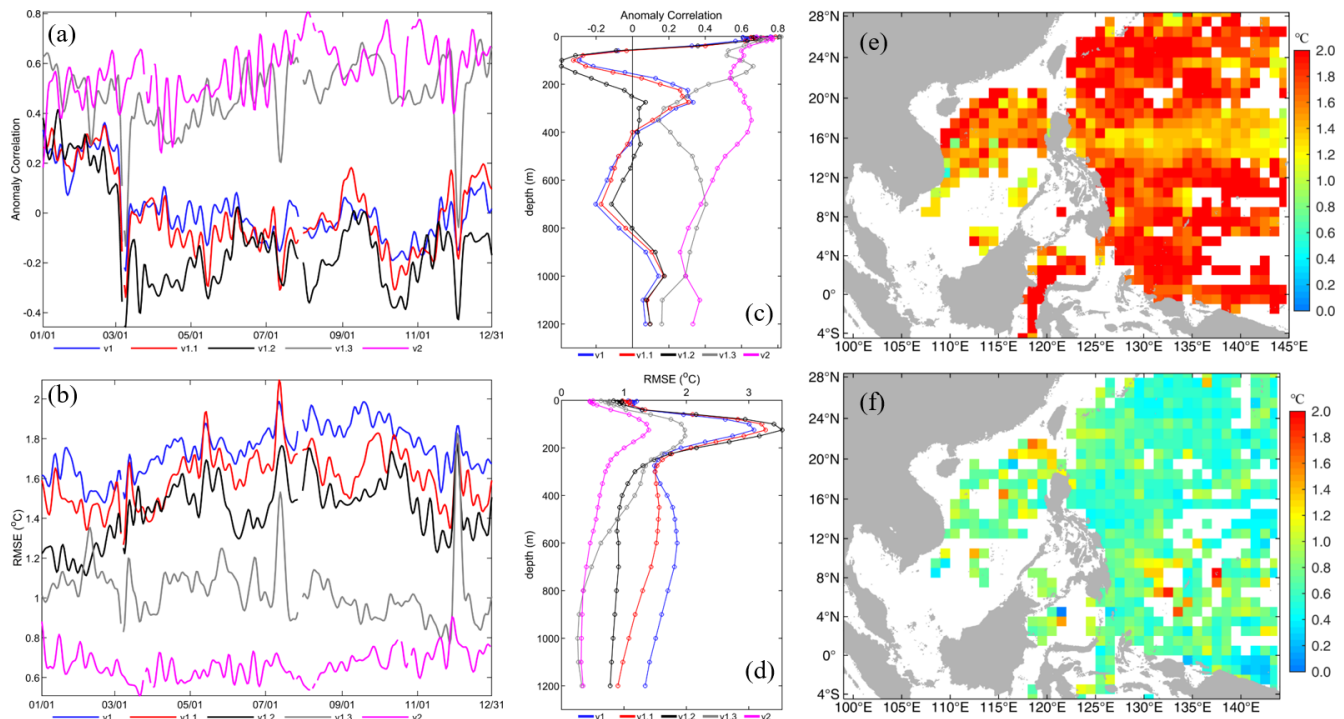 (a)
Anomaly Correlation
0.8
0.6
0.4
0.2
0
-0.2
-0.4
01/01 03/01 05/01 07/01 09/01 11/01 12/31
v1 v1.1 v1.2 v1.3 v2
(b)
RMSE (°C)
2
1.8
1.6
1.4
1.2
1
0.8
0.6
01/01 03/01 05/01 07/01 09/01 11/01 12/31
v1 v1.1 v1.2 v1.3 v2
Anomaly Correlation
-0.2 0 0.2 0.4 0.6 0.8
depth (m)
0
200
400
600
800
1000
1200
(c)
v1 v1.1 v1.2 v1.3 v2
RMSE (°C)
0 1 2 3
depth (m)
0
200
400
600
800
1000
1200
(d)
v1 v1.1 v1.2 v1.3 v2
(e)
28°N
24°N
20°N
16°N
12°N
8°N
4°N
0°
4°S
100°E 105°E 110°E 115°E 120°E 125°E 130°E 135°E 140°E 145°E
°C
2.0
1.8
1.6
1.4
1.2
1.0
0.8
0.6
0.4
0.2
0.0
(f)
28°N
24°N
20°N
16°N
12°N
8°N
4°N
0°
4°S
100°E 105°E 110°E 115°E 120°E 125°E 130°E 135°E 140°E
°C
2.0
1.8
1.6
1.4
1.2
1.0
0.8
0.6
0.4
0.2
0.0